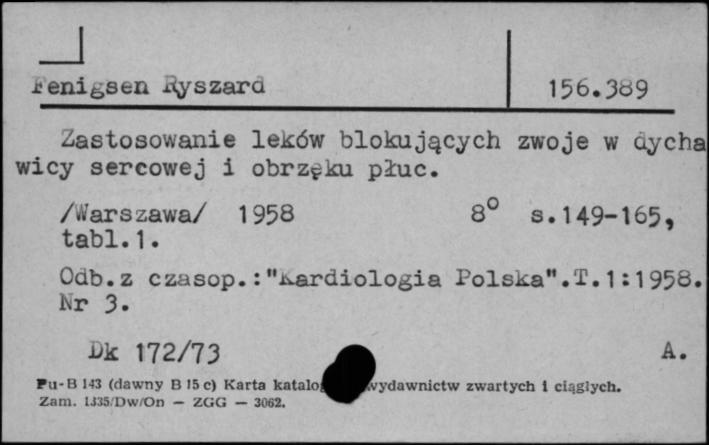 Fenigsen Ryszard 156.389
Zastosowanie leków blokujących zwoje w dycha
wicy sercowej i obrzęku płuc.
/Warszawa/ 1958 8° s.149-165,
tabl.1.
Odb.z czasop.:"Kardiologia Polska".T.1:1958.
Nr 3.
Dk 172/73 A.
Pu-B 143 (dawny B 15 c) Karta katalog wydawnictw zwartych i ciągłych.
Zam. 1335/Dw/On — ZGG — 3062.